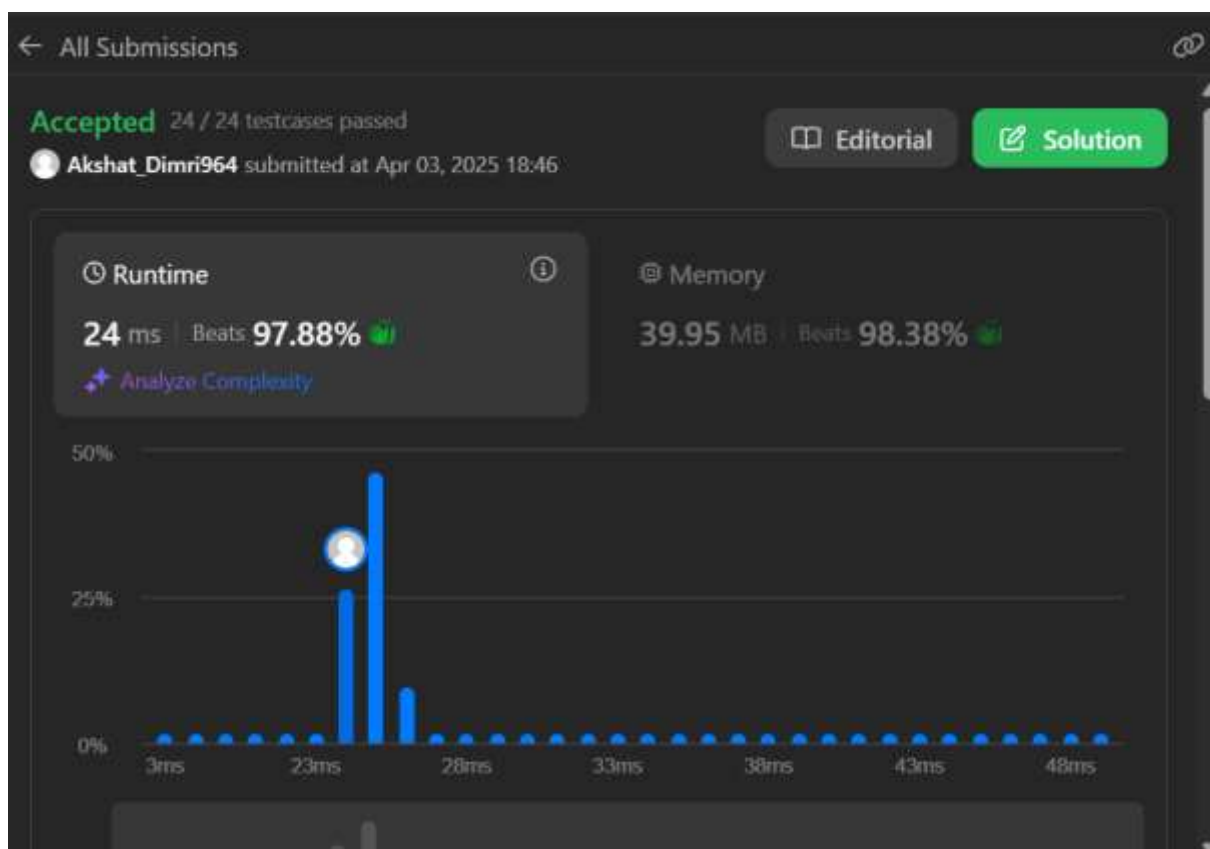 ← All Submissions
Accepted 24 / 24 testcases passed
Editorial
Solution
Akshat_Dimri964 submitted at Apr 03, 2025 18:46
Runtime
24 ms | Beats 97.88%
Analyze Complexity
Memory
39.95 MB | Beats 98.38%
50%
25%
0%
3ms 23ms 28ms 33ms 38ms 43ms 48ms